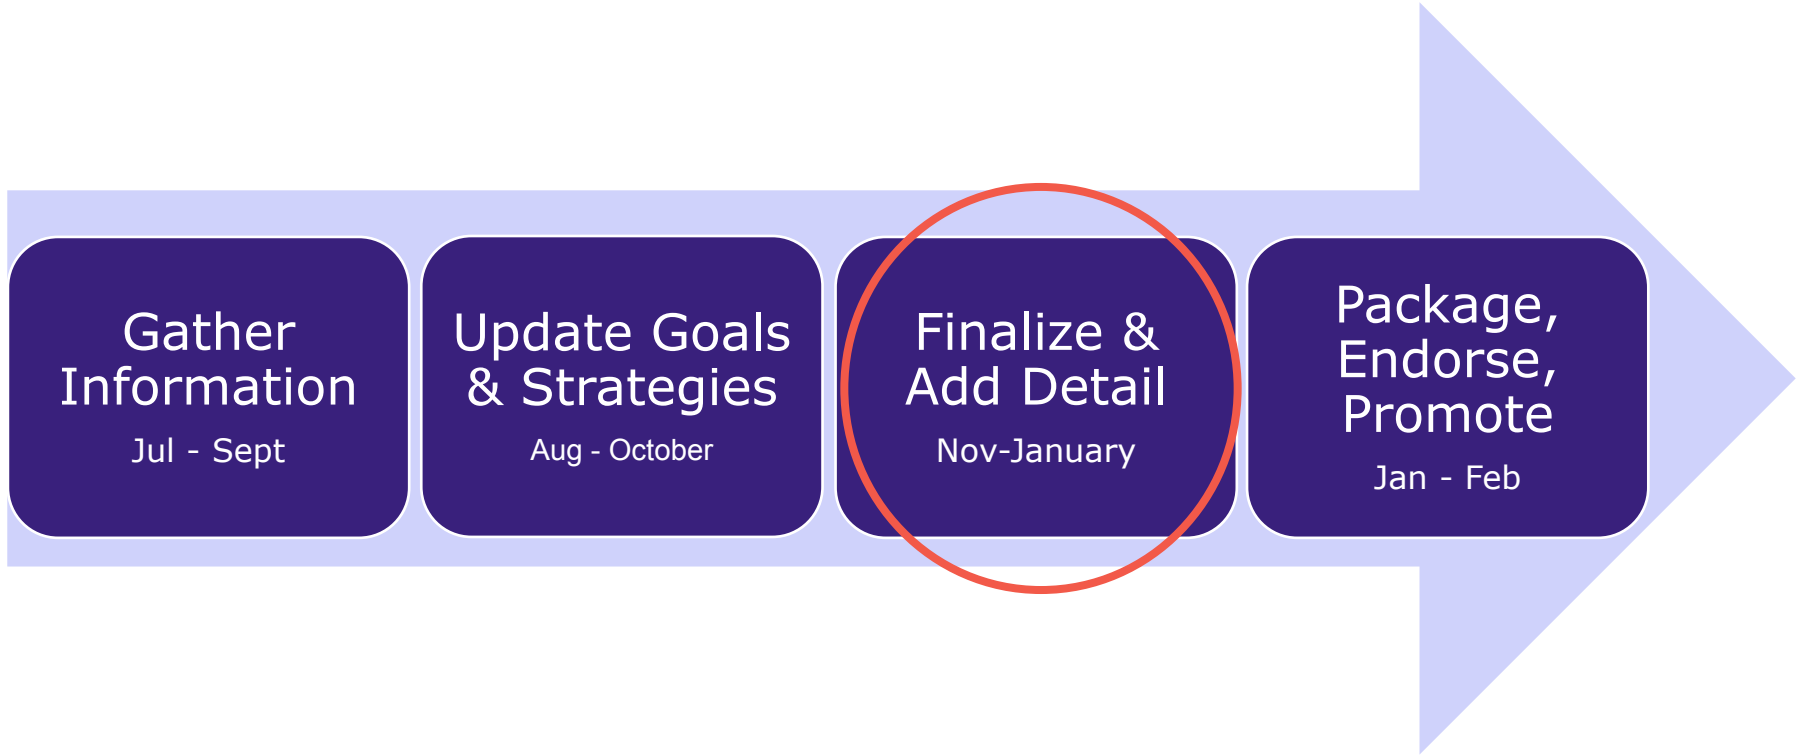 Gather
Information
Jul - Sept
Update Goals
& Strategies
Aug - October
Finalize &
Add Detail
Nov-January
Package,
Endorse,
Promote
Jan - Feb